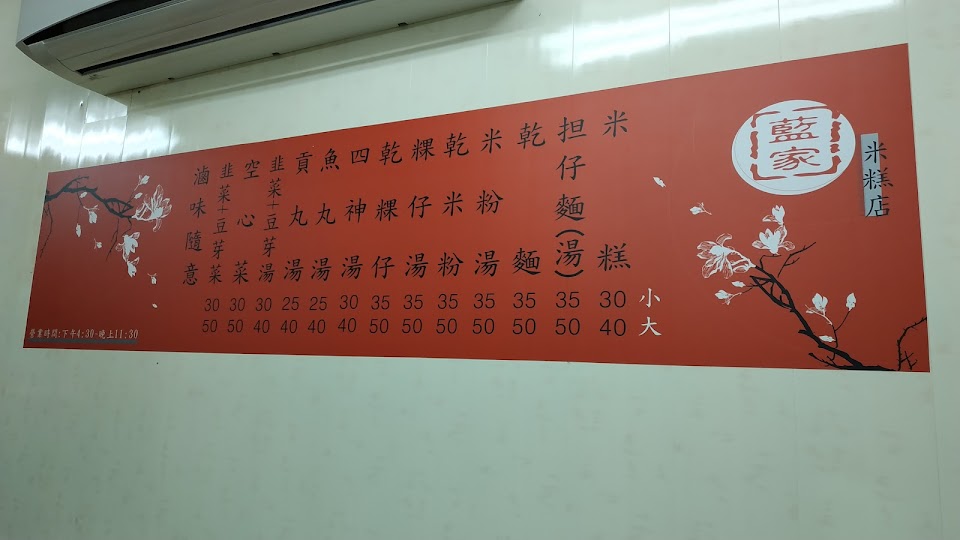 藍家
米糕店
小
大
米糕 30 40
担仔麵(湯) 35 50
乾麵 35 50
米粉湯 35 50
乾米粉 35 50
粿仔湯 35 50
乾粿仔 35 50
四神湯 30 40
魚丸湯 25 40
貢丸湯 25 40
韭菜+豆芽湯 30 40
空心菜 30 50
韭菜+豆芽菜 30 50
滷味隨意
營業時間:下午4:30-晚上11:30